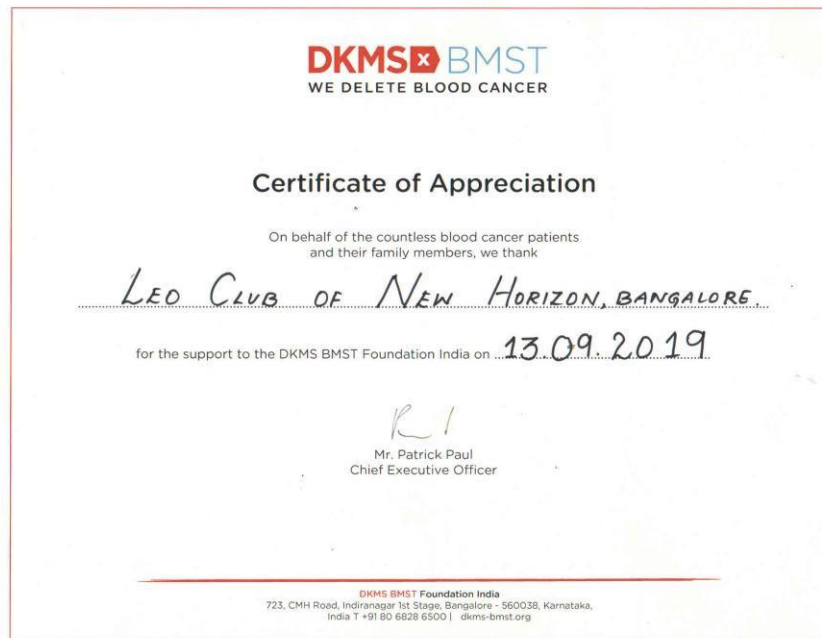 DKMS x BMST
WE DELETE BLOOD CANCER
Certificate of Appreciation
On behalf of the countless blood cancer patients
and their family members, we thank
LEO CLUB OF NEW HORIZON, BANGALORE.
for the support to the DKMS BMST Foundation India on 13.09.2019
Mr. Patrick Paul
Chief Executive Officer
DKMS BMST Foundation India
723, CMH Road, Indiranagar 1st Stage, Bangalore - 560038, Karnataka,
India T +91 80 6828 6500 | dkms-bmst.org